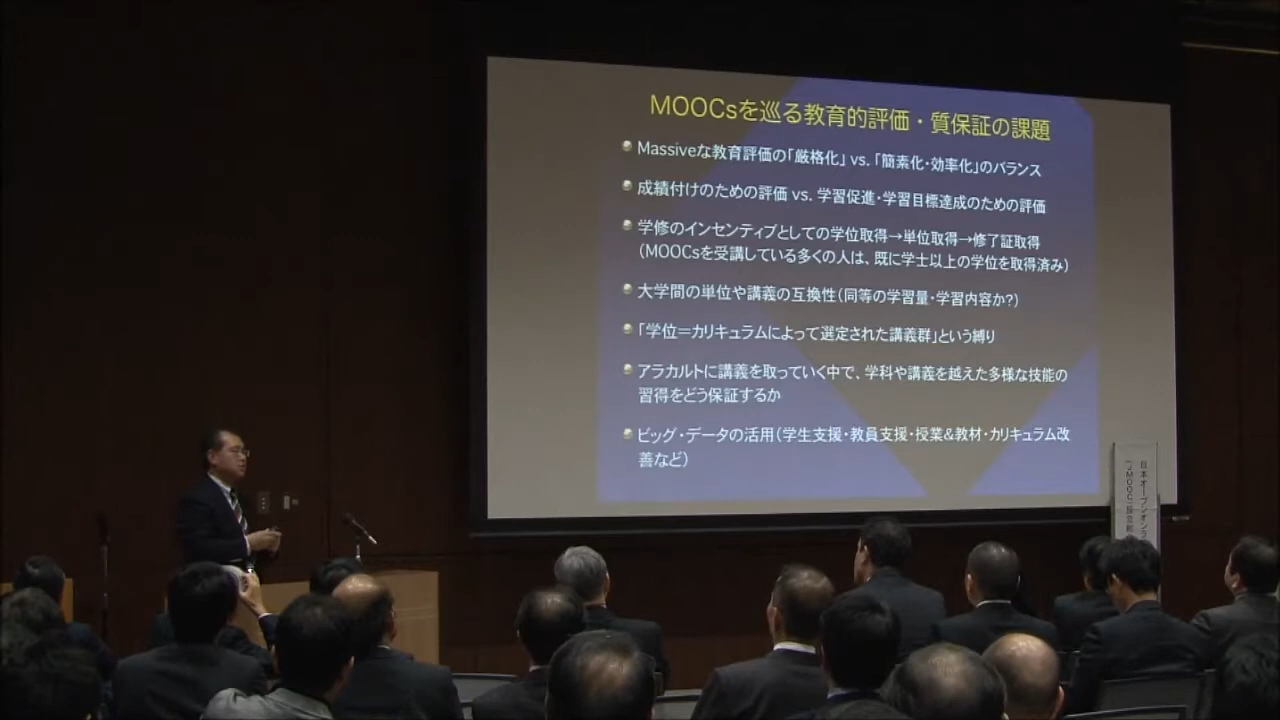 MOOCsを巡る教育的評価・質保証の課題
Massiveな教育評価の「厳格化」 vs. 「簡素化・効率化」のバランス
成績付けのための評価 vs. 学習促進・学習目標達成のための評価
学修のインセンティブとしての学位取得→単位取得→修了証取得
（MOOCsを受講している多くの人は、既に学士以上の学位を取得済み）
大学間の単位や講義の互換性（同等の学習量・学習内容か?）
「学位＝カリキュラムによって選定された講義群」という縛り
アラカルトに講義を取っていく中で、学科や講義を越えた多様な技能の
習得をどう保証するか
ビッグ・データの活用（学生支援・教員支援・授業&教材・カリキュラム改
善など）
日本オープンオンラ
（JMOOC）設立